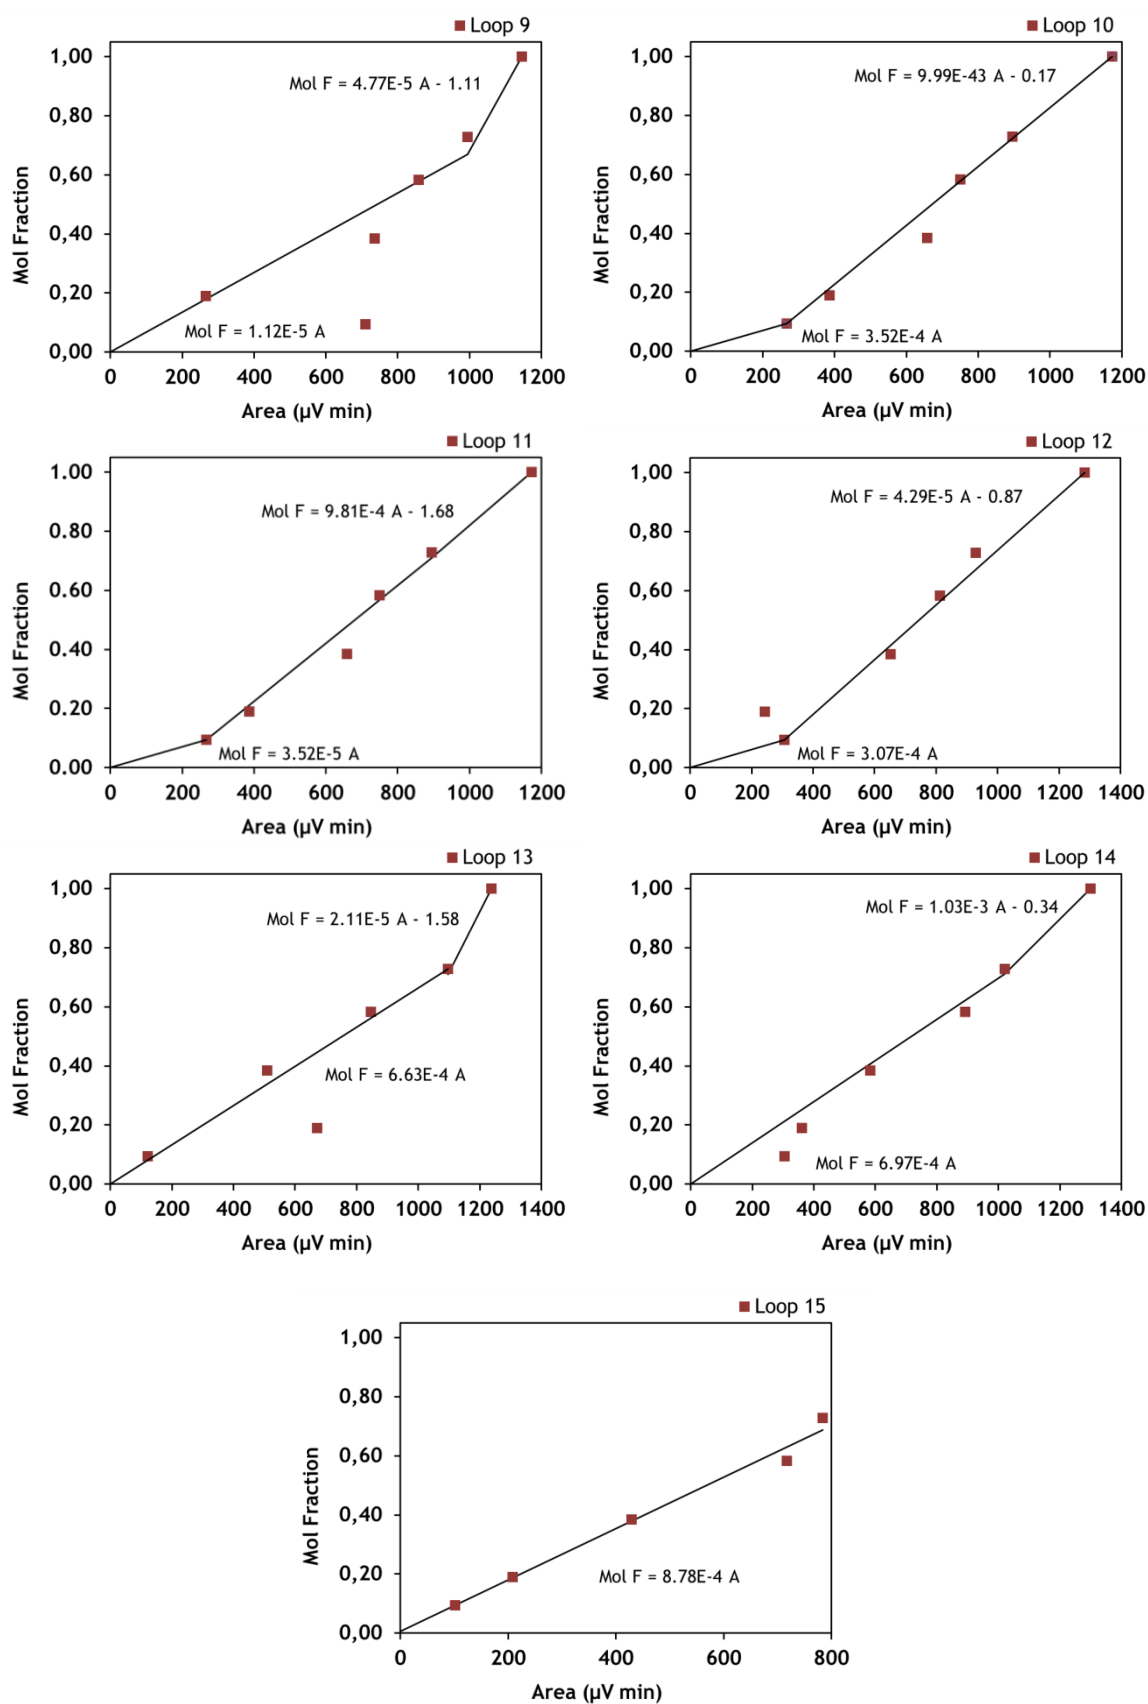 Loop 9
1,00
0,80
0,60
0,40
0,20
0,00
Mol Fraction
Mol F = 4.77E-5 A - 1.11
Mol F = 1.12E-5 A
0 200 400 600 800 1000 1200
Area (µV min)
Loop 10
1,00
0,80
0,60
0,40
0,20
0,00
Mol Fraction
Mol F = 9.99E-43 A - 0.17
Mol F = 3.52E-4 A
0 200 400 600 800 1000 1200
Area (µV min)
Loop 11
1.00
0.80
0.60
0.40
0.20
0.00
Mol Fraction
Mol F = 9.81E-4 A - 1.68
Mol F = 3.52E-5 A
0 200 400 600 800 1000 1200
Area (µV min)
Loop 12
1.00
0,80
0,60
0,40
0,20
0,00
Mol Fraction
Mol F = 4.29E-5 A - 0.87
Mol F = 3.07E-4 A
0 200 400 600 800 1000 1200 1400
Area (µV min)
Loop 13
1,00
0,80
0,60
0,40
0,20
0,00
Mol Fraction
Mol F = 2.11E-5 A - 1.58
Mol F = 6.63E-4 A
0 200 400 600 800 1000 1200 1400
Area (µV min)
Loop 14
1,00
0,80
0,60
0,40
0,20
0,00
Mol Fraction
Mol F = 1.03E-3 A - 0.34
Mol F = 6.97E-4 A
0 200 400 600 800 1000 1200 1400
Area (µV min)
Loop 15
1,00
0,80
0,60
0,40
0,20
0,00
Mol Fraction
Mol F = 8.78E-4 A
0 200 400 600 800
Area (µV min)